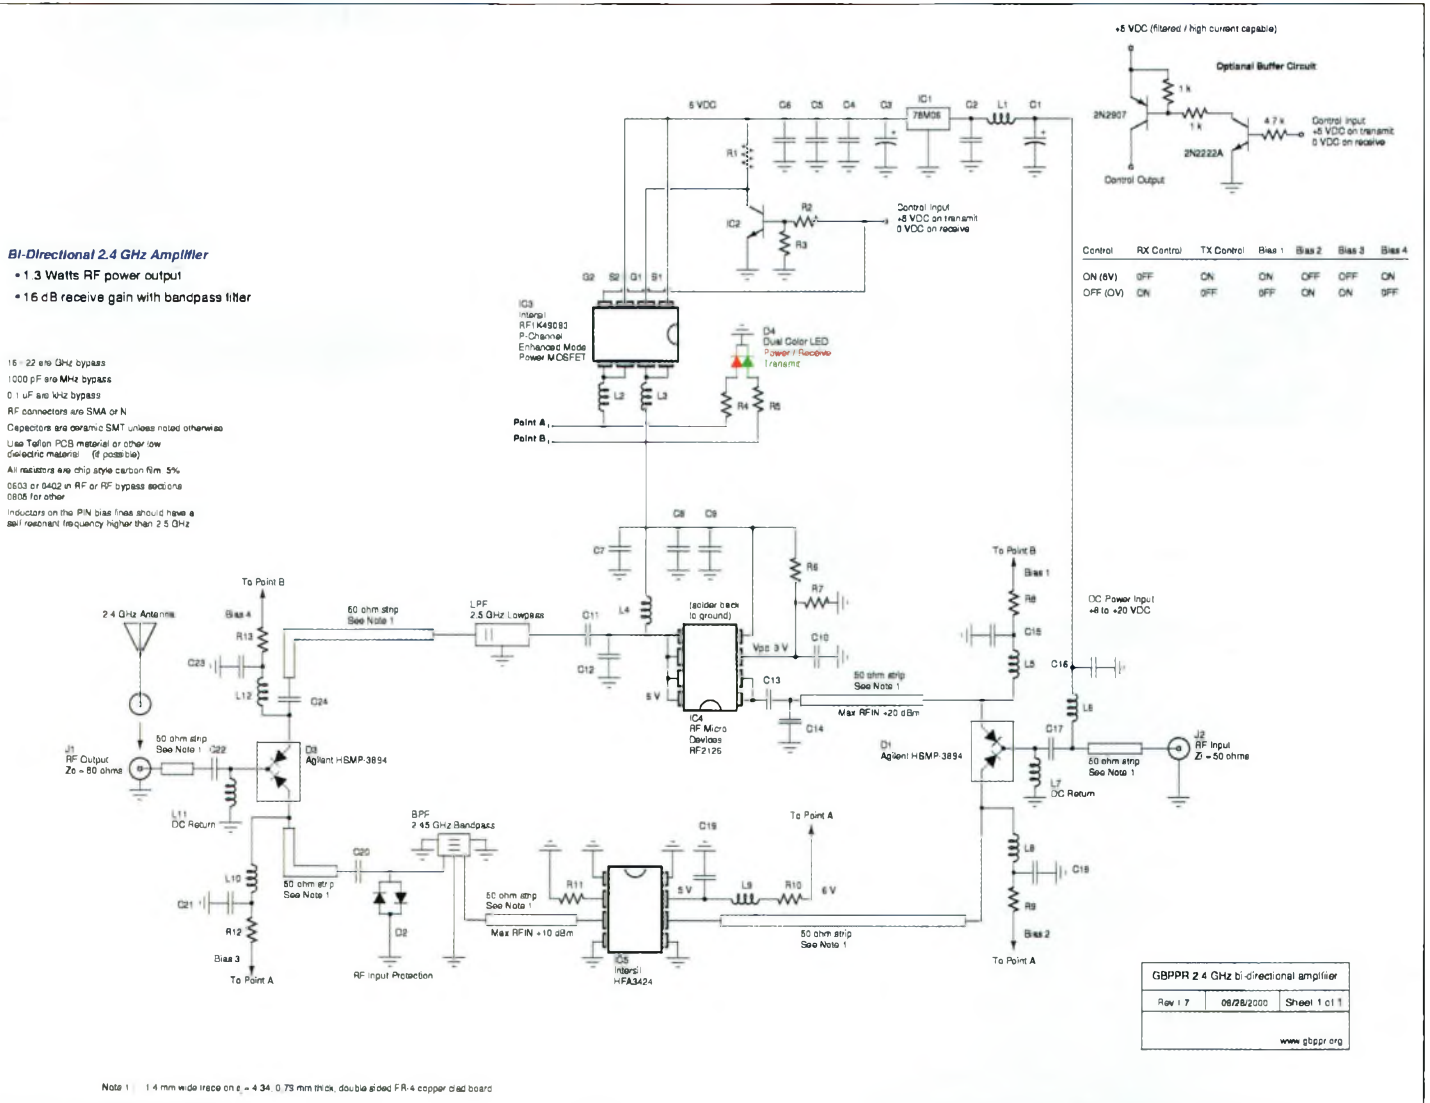 +6 VDC (filtered / high current capable)
Optional Buffer Circuit
1 k
2N2907
1 k
4.7 k
2N2222A
Control Input
+5 VDC on transmit
0 VDC on receive
Control Output
6 VDC
C6
C5
C4
C3
IC1
78M06
C2
L1
C1
R1
IC2
R2
R3
Control Input
+5 VDC on transmit
0 VDC on receive
Control RX Control TX Control Bias 1 Bias 2 Bias 3 Bias 4
ON (6V) OFF ON ON OFF OFF ON
OFF (OV) ON OFF OFF ON ON OFF
Bi-Directional 2.4 GHz Amplifier
• 1.3 Watts RF power output
• 16 dB receive gain with bandpass filter
G2 S2 G1 S1
IC3
Intersil
RF1K49093
P-Channel
Enhanced Mode
Power MOSFET
D4
Dual Color LED
Power / Receive
Transmit
L2
L3
R4
R5
Point A
Point B
18 - 22 are GHz bypass
1000 pF are MHz bypass
0.1 uF are kHz bypass
RF connectors are SMA or N
Capacitors are ceramic SMT unless noted otherwise
Use Teflon PCB material or other low
dielectric material (if possible)
All resistors are chip style carbon film 5%
0603 or 0402 in RF or RF bypass sections
0805 for other
Inductors on the PIN bias lines should have a
self resonant frequency higher than 2.5 GHz
C8
C9
C7
R6
R7
To Point B
Bias 1
R8
C15
L5
DC Power Input
+8 to +20 VDC
To Point B
2.4 GHz Antenna
Bias 4
R13
50 ohm strip
See Note 1
LPF
2.5 GHz Lowpass
C11
L4
(solder back
to ground)
Vpc 3 V
C10
C23
L12
C24
C12
5 V
C13
50 ohm strip
See Note 1
C16
L6
IC4
RF Micro
Devices
RF2126
C14
Max RFIN +20 dBm
J1
RF Output
Zo = 50 ohms
50 ohm strip
See Note 1
C22
D3
Agilent HSMP-3894
D1
Agilent HSMP-3894
C17
50 ohm strip
See Note 1
J2
RF Input
Zi = 50 ohms
L7
DC Return
L11
DC Return
L10
C21
R12
Bias 3
To Point A
50 ohm strip
See Note 1
C20
D2
RF Input Protection
BPF
2.45 GHz Bandpass
50 ohm strip
See Note 1
Max RFIN +10 dBm
R11
IC5
Intersil
HFA3424
C19
5 V
L9
R10
6 V
To Point A
50 ohm strip
See Note 1
L8
C18
R9
Bias 2
To Point A
GBPPR 2.4 GHz bi-directional amplifier
Rev 1.7 08/28/2000 Sheet 1 of 1
www.gbppr.org
Note 1 1.4 mm wide trace on εr = 4.34, 0.79 mm thick, double sided FR-4 copper clad board